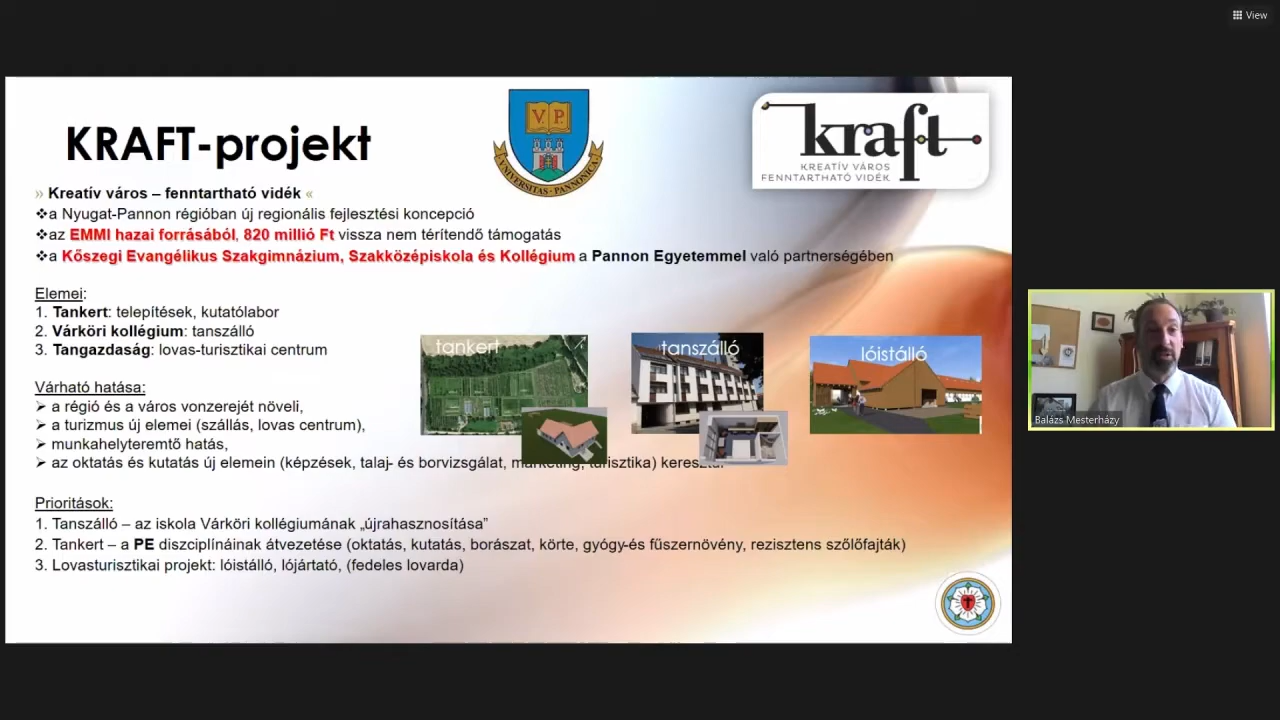 View
KRAFT-projekt
V. P.
UNIVERSITAS · PANNONICA
kraft
KREATÍV VÁROS
FENNTARTHATÓ VIDÉK
» Kreatív város – fenntartható vidék «
❖a Nyugat-Pannon régióban új regionális fejlesztési koncepció
❖az EMMI hazai forrásából, 820 millió Ft vissza nem térítendő támogatás
❖a Kőszegi Evangélikus Szakgimnázium, Szakközépiskola és Kollégium a Pannon Egyetemmel való partnerségében
Elemei:
1. Tankert: telepítések, kutatólabor
2. Várköri kollégium: tanszálló
3. Tangazdaság: lovas-turisztikai centrum
tankert
tanszálló
lóistálló
Várható hatása:
➢ a régió és a város vonzerejét növeli,
➢ a turizmus új elemei (szállás, lovas centrum),
➢ munkahelyteremtő hatás,
➢ az oktatás és kutatás új elemein (képzések, talaj- és borvizsgálat, marketing, turisztika) keresztül
Prioritások:
1. Tanszálló – az iskola Várköri kollégiumának „újrahasznosítása”
2. Tankert – a PE diszciplínáinak átvezetése (oktatás, kutatás, borászat, körte, gyógy-és fűszernövény, rezisztens szőlőfajták)
3. Lovasturisztikai projekt: lóistálló, lójártató, (fedeles lovarda)
Balázs Mesterházy